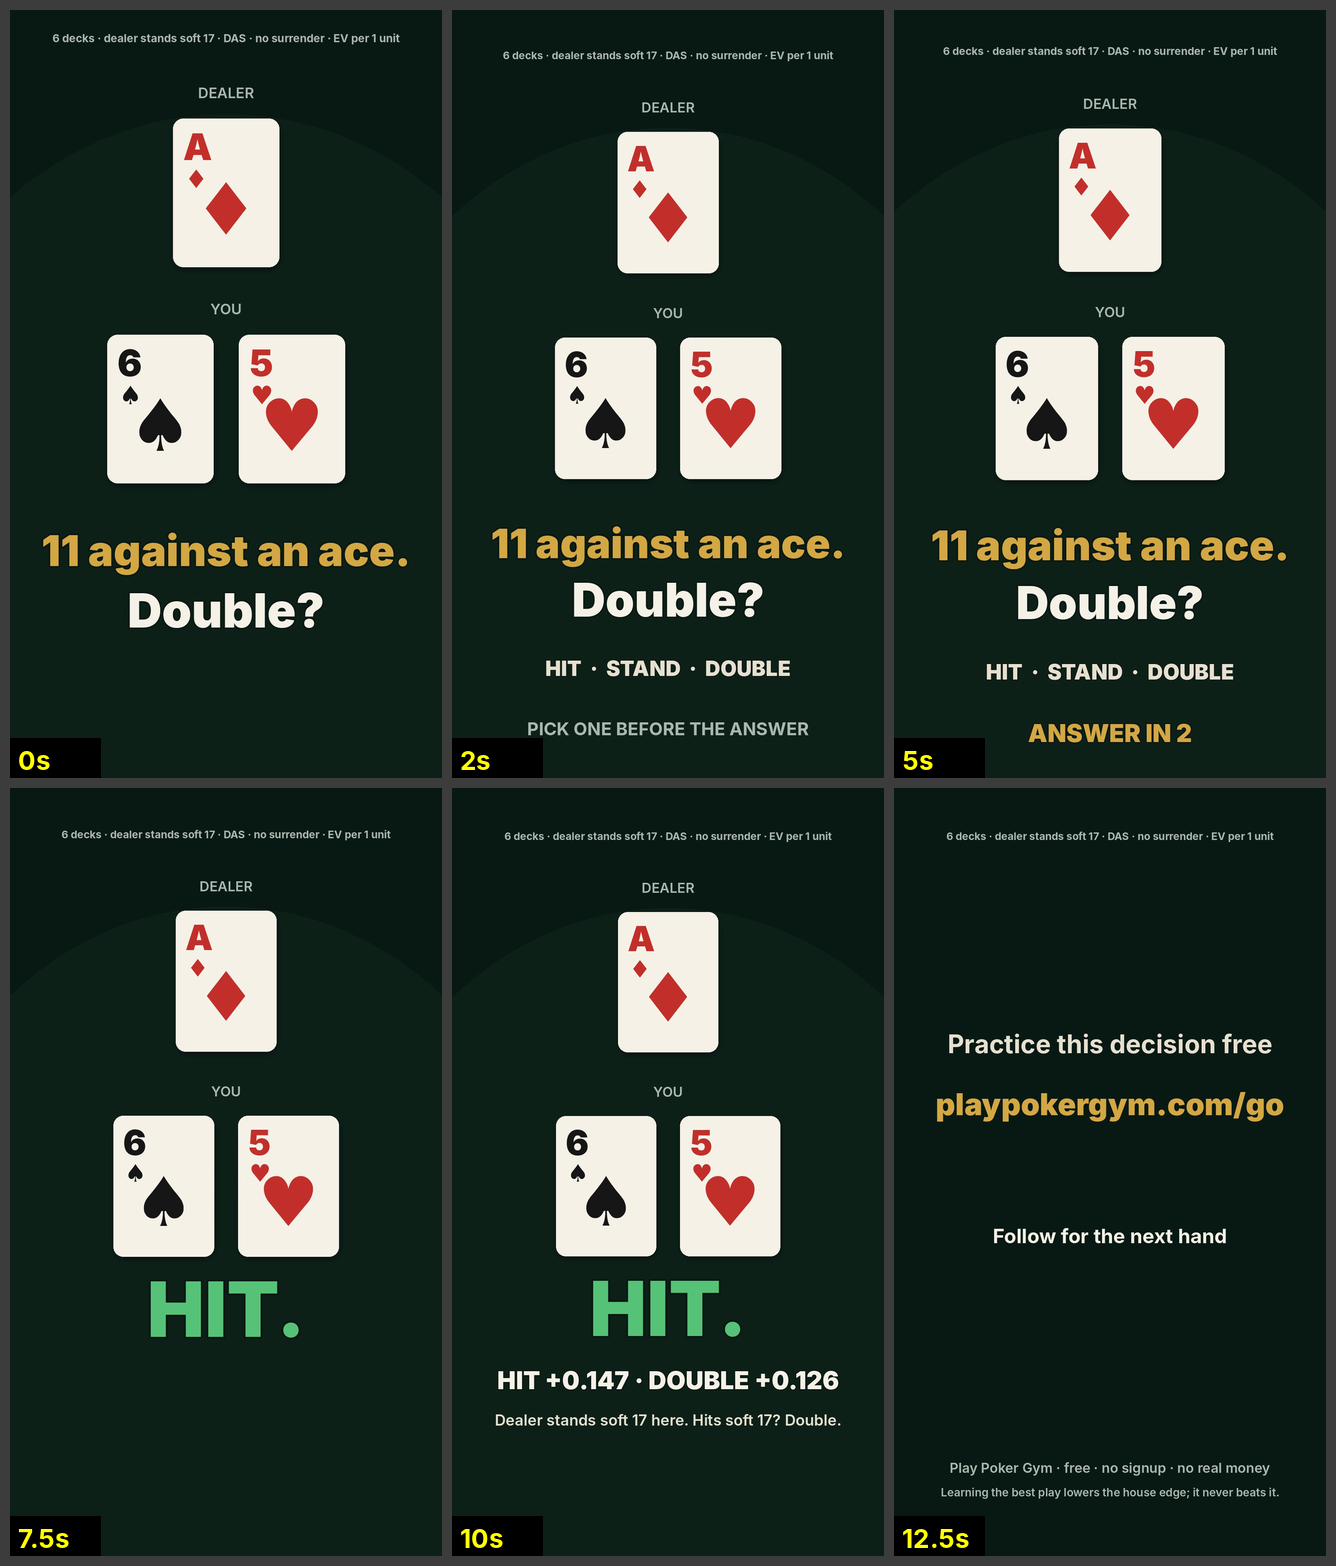 6 decks · dealer stands soft 17 · DAS · no surrender · EV per 1 unit
DEALER
A
YOU
6
5
11 against an ace.
Double?
0s
6 decks · dealer stands soft 17 · DAS · no surrender · EV per 1 unit
DEALER
A
YOU
6
5
11 against an ace.
Double?
HIT · STAND · DOUBLE
PICK ONE BEFORE THE ANSWER
2s
6 decks · dealer stands soft 17 · DAS · no surrender · EV per 1 unit
DEALER
A
YOU
6
5
11 against an ace.
Double?
HIT · STAND · DOUBLE
ANSWER IN 2
5s
6 decks · dealer stands soft 17 · DAS · no surrender · EV per 1 unit
DEALER
A
YOU
6
5
HIT.
7.5s
6 decks · dealer stands soft 17 · DAS · no surrender · EV per 1 unit
DEALER
A
YOU
6
5
HIT.
HIT +0.147 · DOUBLE +0.126
Dealer stands soft 17 here. Hits soft 17? Double.
10s
6 decks · dealer stands soft 17 · DAS · no surrender · EV per 1 unit
Practice this decision free
playpokergym.com/go
Follow for the next hand
Play Poker Gym · free · no signup · no real money
Learning the best play lowers the house edge; it never beats it.
12.5s